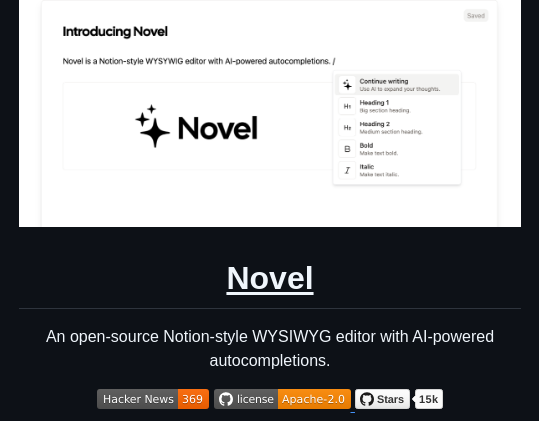 Saved
Introducing Novel
Novel is a Notion-style WYSYWIG editor with AI-powered autocompletions. /
Continue writing
Use AI to expand your thoughts.
H1 Heading 1
Big section heading.
H2 Heading 2
Medium section heading.
B Bold
Make text bold.
I Italic
Make text italic.
Novel
Novel
An open-source Notion-style WYSIWYG editor with AI-powered
autocompletions.
Hacker News 369 license Apache-2.0 Stars 15k